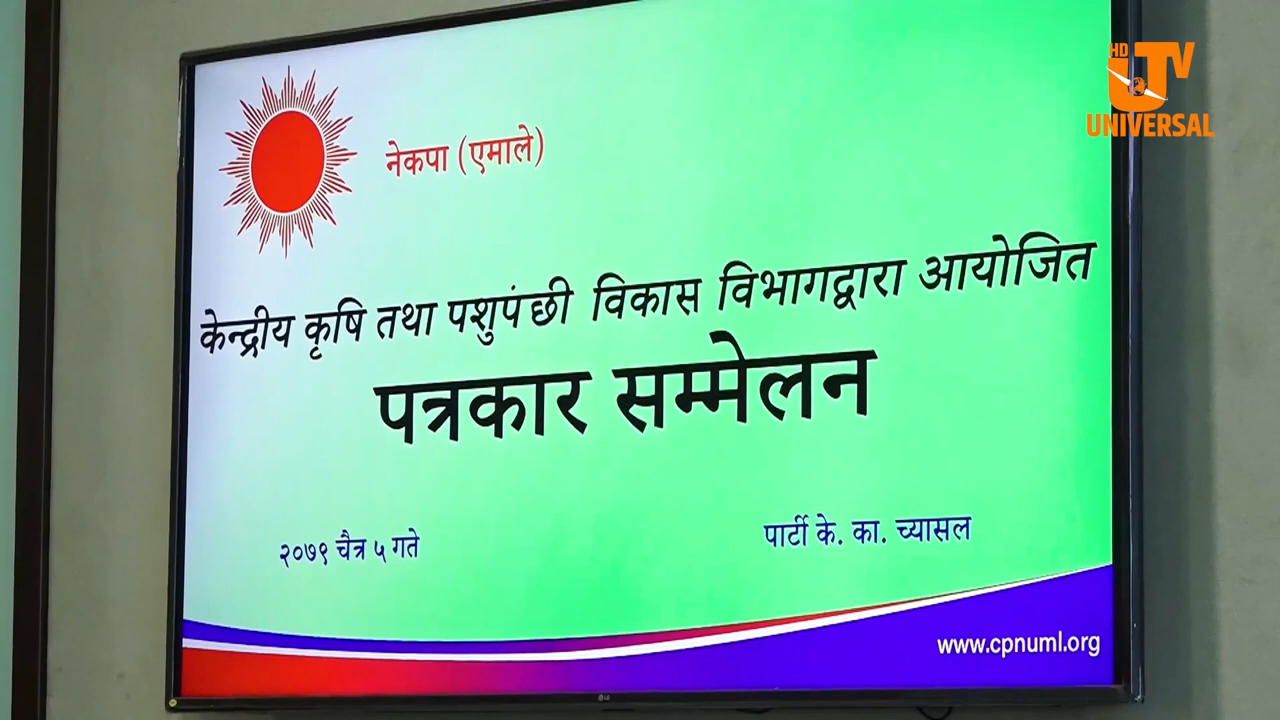 HD
UTV
UNIVERSAL
नेकपा (एमाले)
केन्द्रीय कृषि तथा पशुपंछी विकास विभागद्वारा आयोजित
पत्रकार सम्मेलन
२०७९ चैत्र ५ गते
पार्टी के. का. च्यासल
www.cpnuml.org
LG